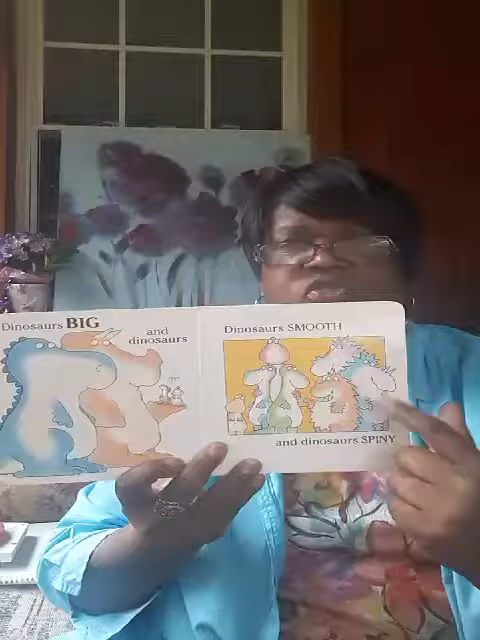 Dinosaurs BIG
and
dinosaurs
Dinosaurs SMOOTH
and dinosaurs SPINY